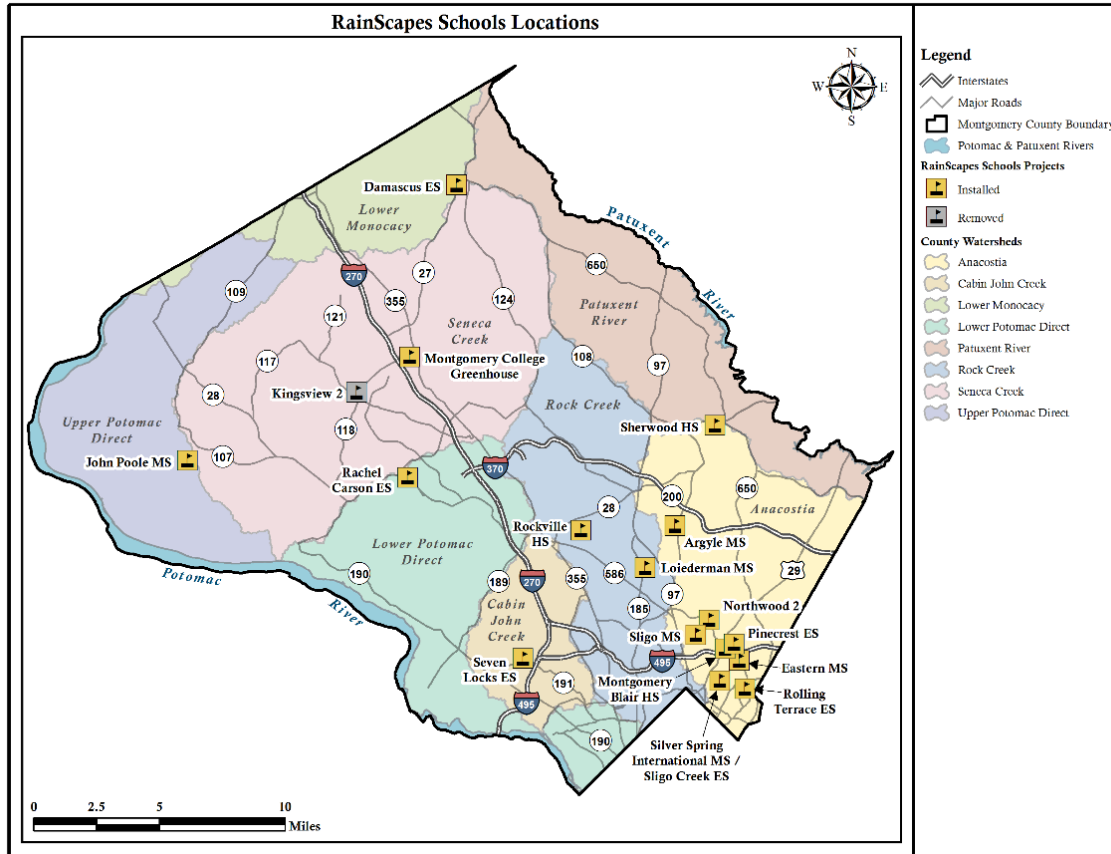 RainScapes Schools Locations
N
W
E
S
Damascus ES
Lower
Monocacy
Patuxent
River
650
270
27
109
355
124
121
Patuxent
River
Seneca
Creek
108
97
Montgomery College
Greenhouse
117
Kingsview 2
28
Rock Creek
Upper Potomac
Direct
118
Sherwood HS
John Poole MS
107
370
Rachel
Carson ES
650
200
28
Anacostia
Rockville
HS
Argyle MS
Lower Potomac
Direct
Loiederman MS
29
190
189
270
355
586
Potomac
River
97
185
Cabin
John
Creek
Northwood 2
Sligo MS
Pinecrest ES
Seven
Locks ES
495
Eastern MS
Montgomery
Blair HS
191
Rolling
Terrace ES
495
190
Silver Spring
International MS /
Sligo Creek ES
0
2.5
5
10
Miles
Legend
Interstates
Major Roads
Montgomery County Boundary
Potomac & Patuxent Rivers
RainScapes Schools Projects
Installed
Removed
County Watersheds
Anacostia
Cabin John Creek
Lower Monocacy
Lower Potomac Direct
Patuxent River
Rock Creek
Seneca Creek
Upper Potomac Direct